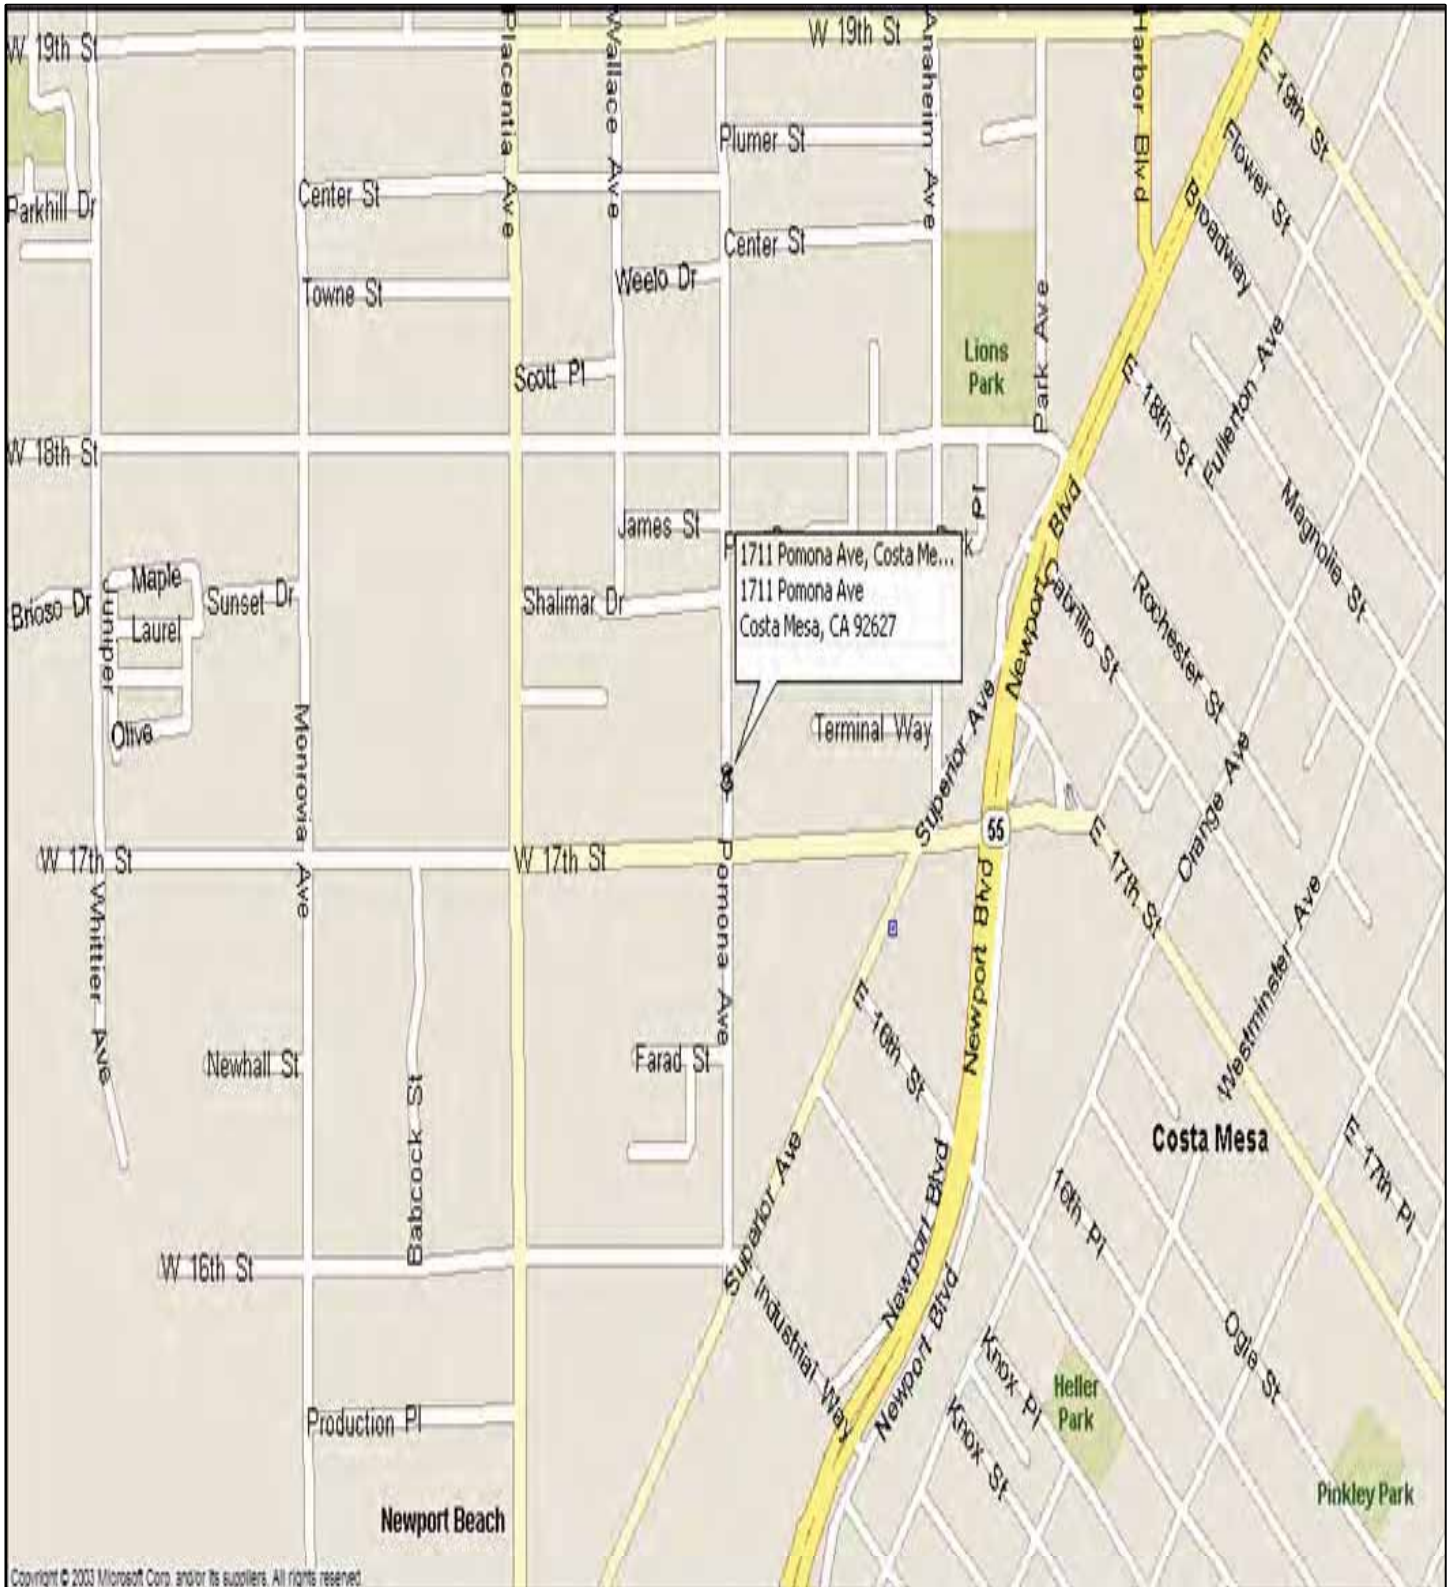 W 19th St
W 19th St
Placentia Ave
Wallace Ave
Anaheim Ave
Harbor Blvd
E 19th St
Plumer St
Flower St
Parkhill Dr
Center St
Broadway
Center St
Weelo Dr
Towne St
Park Ave
Lions
Park
Scott Pl
Fullerton Ave
E 18th St
W 18th St
Magnolia St
James St
Pl
Newport Blvd
1711 Pomona Ave, Costa Me...
1711 Pomona Ave
Costa Mesa, CA 92627
Maple
Brioso Dr
Juniper
Sunset Dr
Laurel
Shalimar Dr
Cabrillo St
Rochester St
Olive
Monrovia Ave
Terminal Way
Superior Ave
Orange Ave
55
W 17th St
W 17th St
E 17th St
Pomona Ave
Newport Blvd
Whittier Ave
Westminster Ave
E 16th St
Newhall St
Farad St
Babcock St
Costa Mesa
E 17th Pl
Superior Ave
Newport Blvd
16th Pl
W 16th St
Industrial Way
Newport Blvd
Knox Pl
Ogle St
Heller
Park
Production Pl
Knox St
Pinkley Park
Newport Beach
Copyright © 2003 Microsoft Corp. and/or its suppliers. All rights reserved.